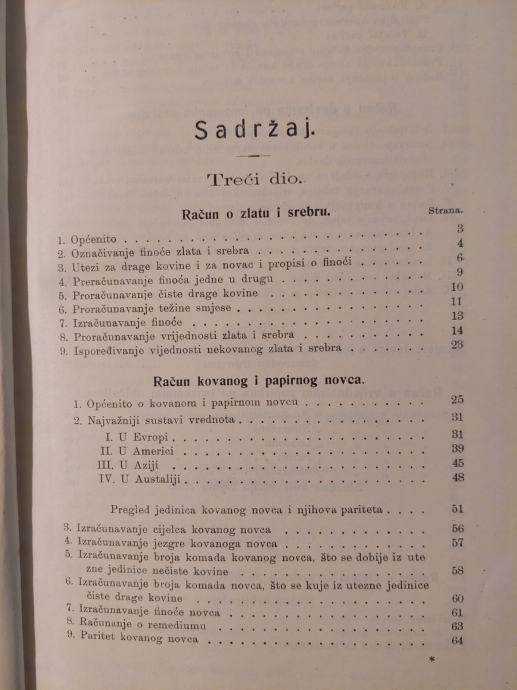 Sadržaj.
Treći dio.
Račun o zlatu i srebru. Strana.
1. Općenito . . . . . . . . . . . . . . . . . . . . . . . 3
2. Označivanje finoće zlata i srebra . . . . . . . . . . . . . 4
3. Utezi za drage kovine i za novac i propisi o finoći . . . . . 6
4. Preračunavanje finoća jedne u drugu . . . . . . . . . . . 9
5. Proračunavanje čiste drage kovine . . . . . . . . . . . . 10
6. Proračunavanje težine smjese . . . . . . . . . . . . . . 11
7. Izračunavanje finoće . . . . . . . . . . . . . . . . . . 13
8. Proračunavanje vrijednosti zlata i srebra . . . . . . . . . . 14
9. Ispoređivanje vijednosti nekovanog zlata i srebra . . . . . . 23
Račun kovanog i papirnog novca.
1. Općenito o kovanom i papirnom novcu . . . . . . . . . . 25
2. Najvažniji sustavi vrednota . . . . . . . . . . . . . . . 31
I. U Evropi . . . . . . . . . . . . . . . . . . . . 31
II. U Americi . . . . . . . . . . . . . . . . . . . 39
III. U Aziji . . . . . . . . . . . . . . . . . . . . 45
IV. U Austaliji . . . . . . . . . . . . . . . . . . . 48
Pregled jedinica kovanog novca i njihova pariteta . . . . 51
3. Izračunavanje cijelca kovanog novca . . . . . . . . . . . . 56
4. Izračunavanje jezgre kovanoga novca . . . . . . . . . . . 57
5. Izračunavanje broja komada kovanog novca, što se dobije iz ute
zne jedinice nečiste kovine . . . . . . . . . . . . . . 58
6. Izračunavanje broja komada novca, što se kuje iz utezne jedinice
čiste drage kovine . . . . . . . . . . . . . . . . . . 60
7. Izračunavanje finoće novca . . . . . . . . . . . . . . . 61
8. Računanje o remediumu . . . . . . . . . . . . . . . . 63
9. Paritet kovanog novca . . . . . . . . . . . . . . . . . 64
*